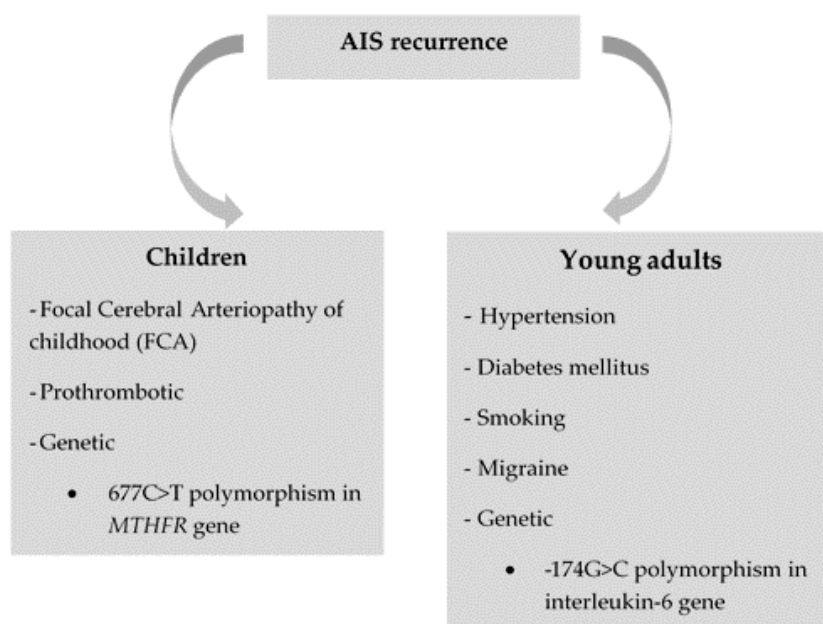 AIS recurrence
Children
-Focal Cerebral Arteriopathy of
childhood (FCA)
-Prothrombotic
-Genetic
• 677C>T polymorphism in
MTHFR gene
Young adults
- Hypertension
- Diabetes mellitus
- Smoking
- Migraine
- Genetic
• -174G>C polymorphism in
interleukin-6 gene